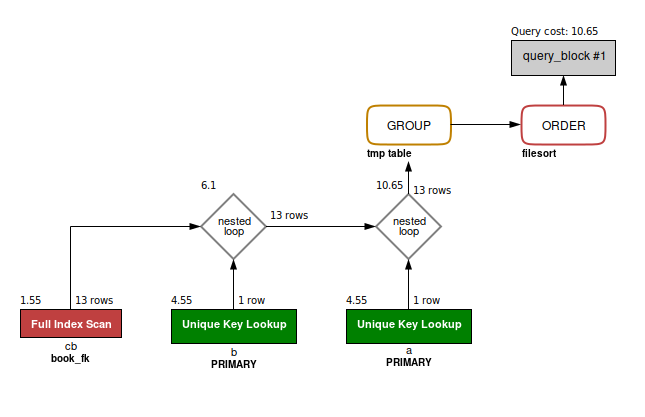 Query cost: 10.65
query_block #1
GROUP
ORDER
tmp table
filesort
6.1
10.65
13 rows
13 rows
nested
loop
nested
loop
1.55
13 rows
4.55
1 row
4.55
1 row
Full Index Scan
Unique Key Lookup
Unique Key Lookup
cb
book_fk
b
PRIMARY
a
PRIMARY